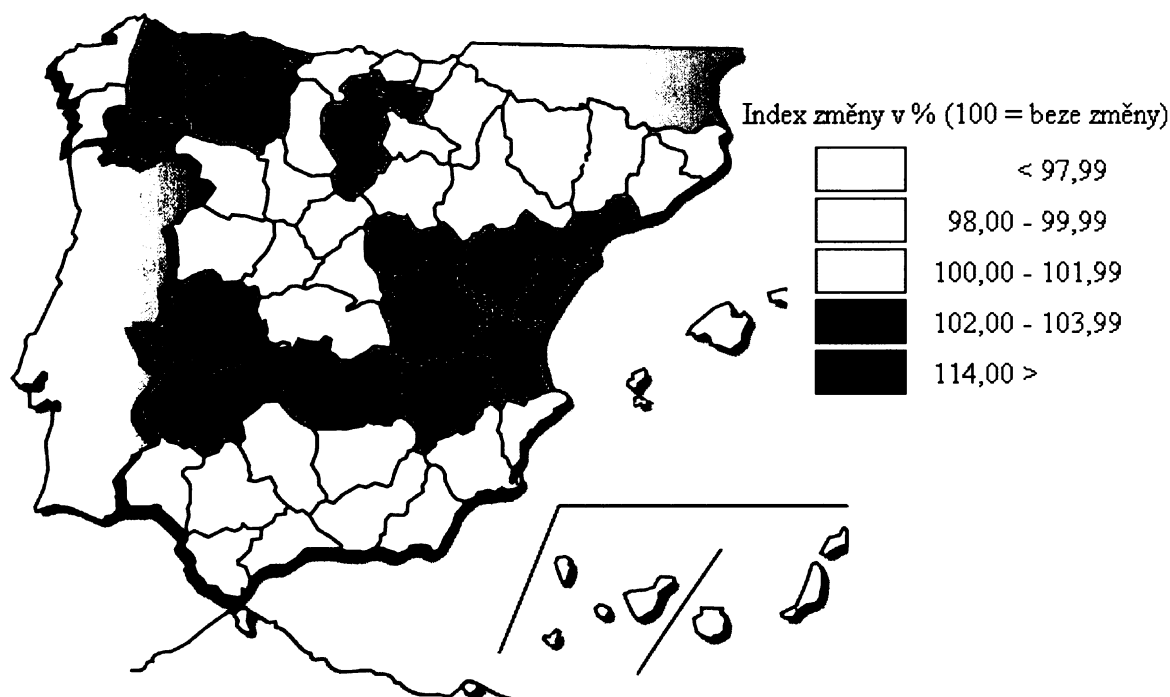 Index změny v % (100 = beze změny)
< 97,99
98,00 - 99,99
100,00 - 101,99
102,00 - 103,99
114,00 >